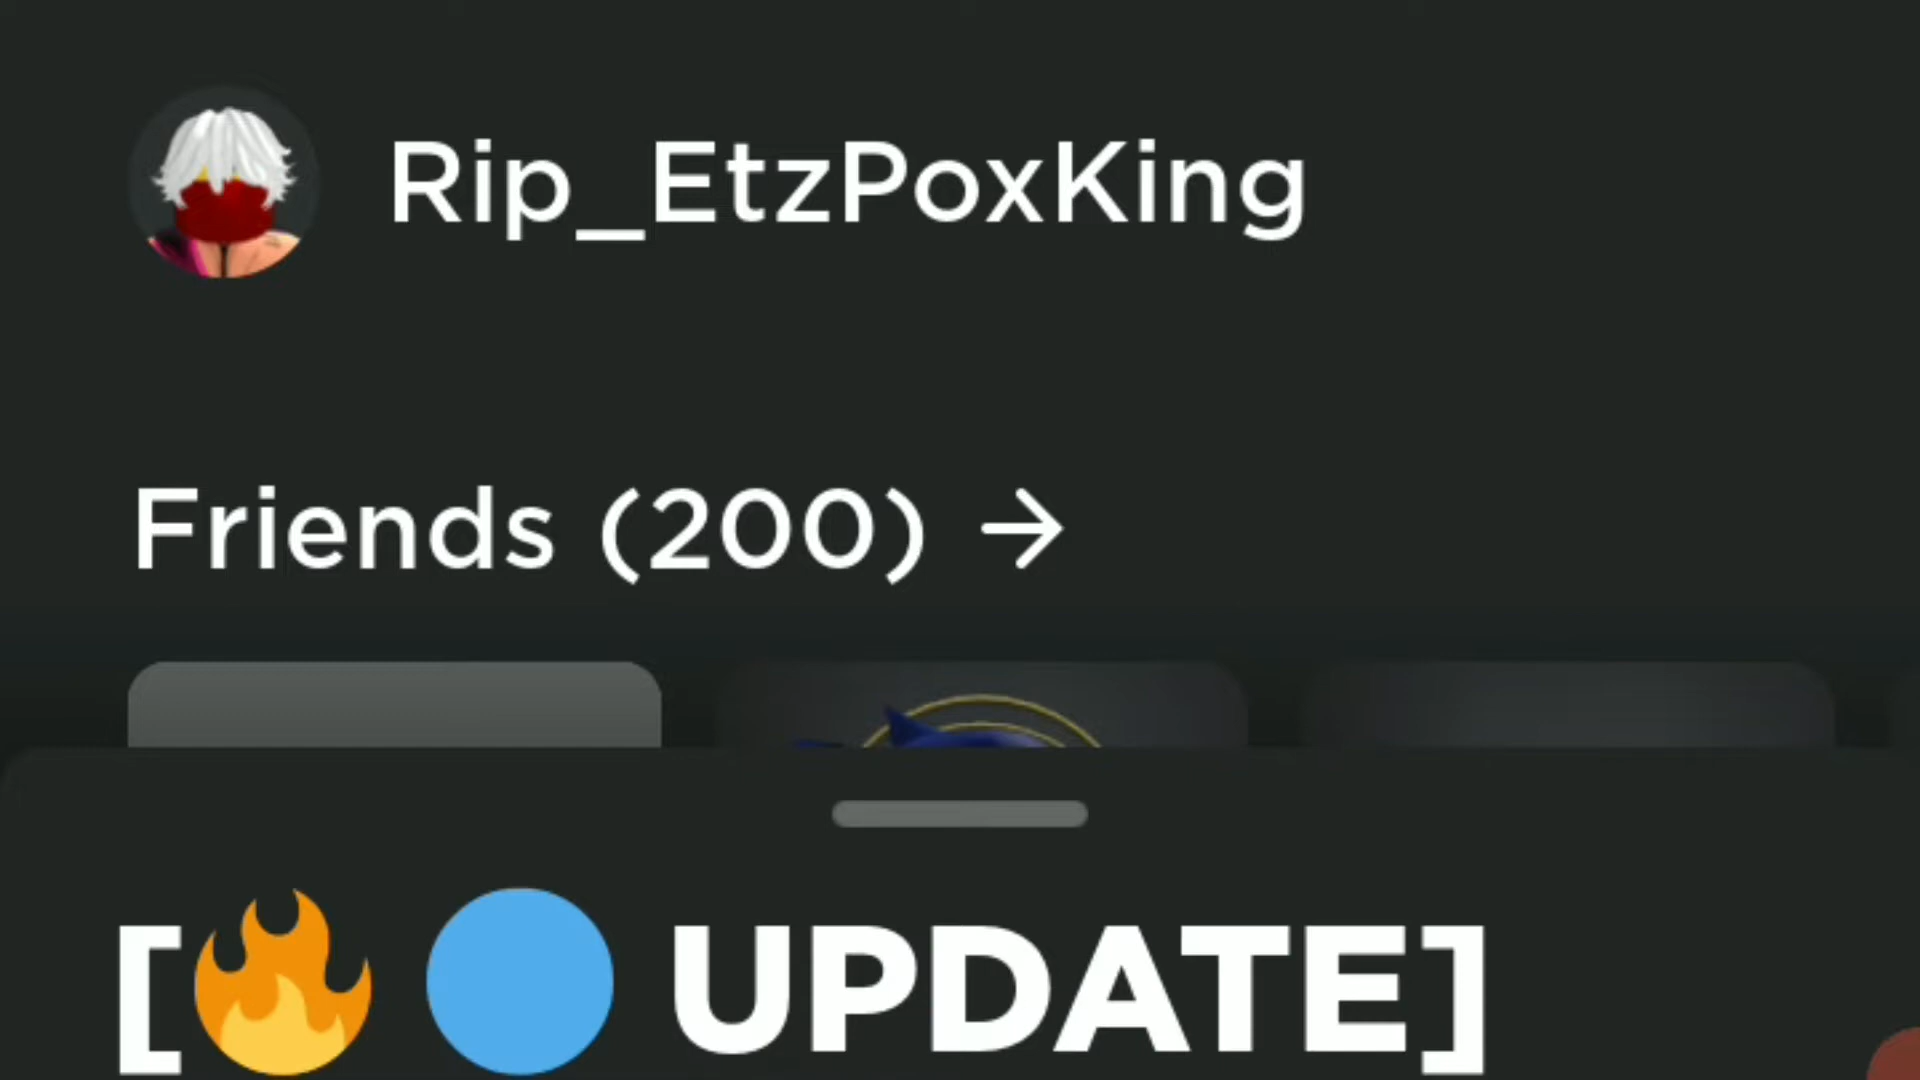 Rip_EtzPoxKing
Friends (200) →
[🔥🔵 UPDATE]